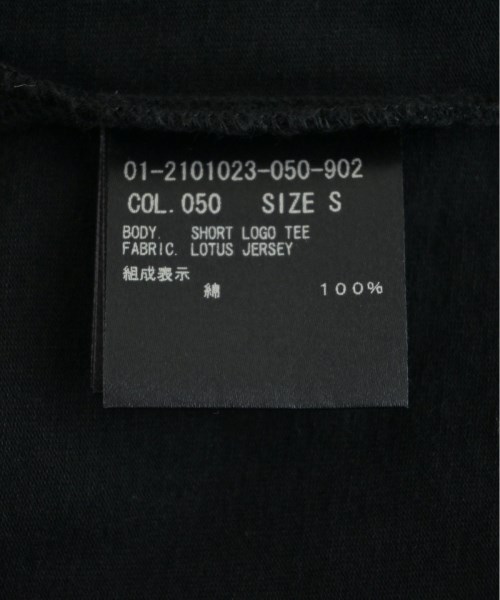 01-2101023-050-902
COL. 050 SIZE S
BODY. SHORT LOGO TEE
FABRIC. LOTUS JERSEY
組成表示
綿 100%